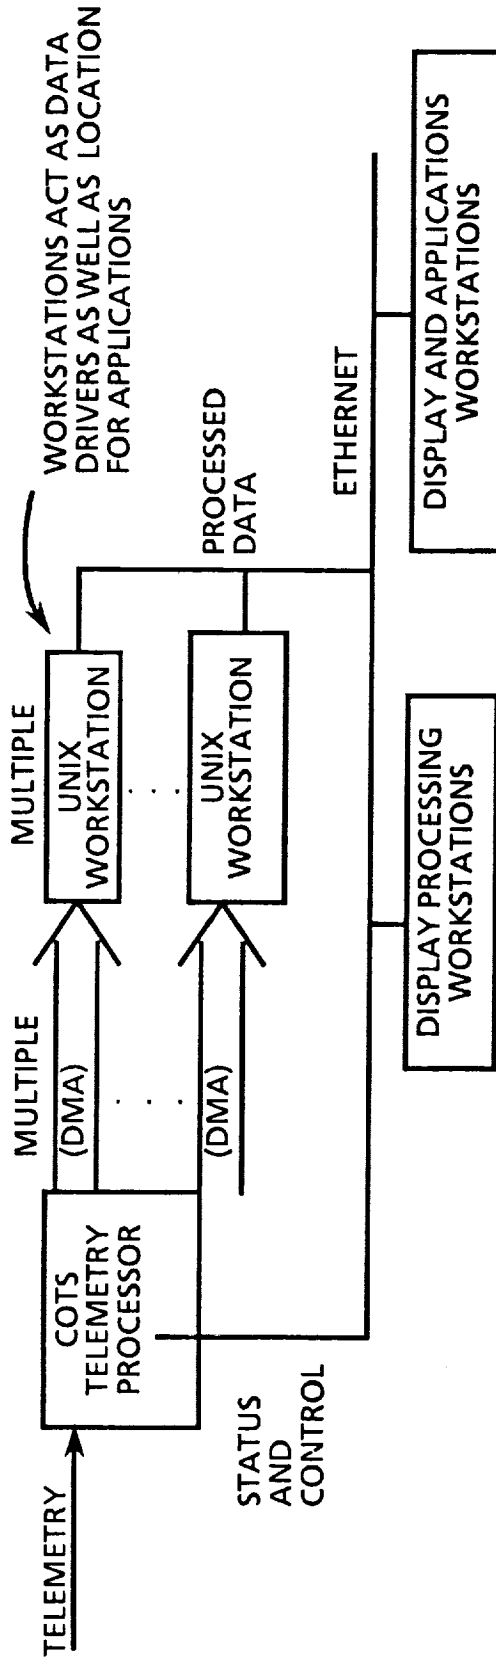 TELEMETRY
COTS
TELEMETRY
PROCESSOR
STATUS
AND
CONTROL
MULTIPLE
(DMA)
. . . .
(DMA)
MULTIPLE
UNIX
WORKSTATION
. . . .
UNIX
WORKSTATION
WORKSTATIONS ACT AS DATA
DRIVERS AS WELL AS LOCATION
FOR APPLICATIONS
PROCESSED
DATA
ETHERNET
DISPLAY PROCESSING
WORKSTATIONS
DISPLAY AND APPLICATIONS
WORKSTATIONS